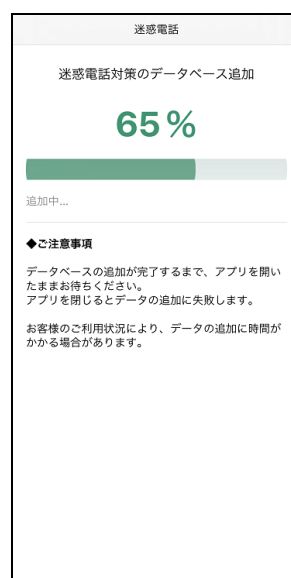 迷惑電話
迷惑電話対策のデータベース追加
65%
追加中...
◆ご注意事項
データベースの追加が完了するまで、アプリを開い
たままお待ちください。
アプリを閉じるとデータの追加に失敗します。
お客様のご利用状況により、データの追加に時間が
かかる場合があります。